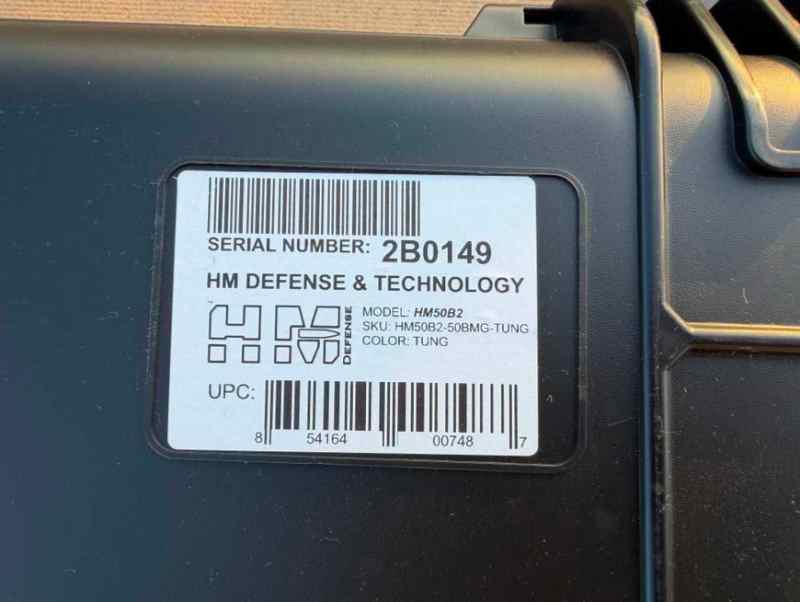 SERIAL NUMBER: 2B0149
HM DEFENSE & TECHNOLOGY
HM DEFENSE
MODEL: HM50B2
SKU: HM50B2-50BMG-TUNG
COLOR: TUNG
UPC:
8 54164 00748 7